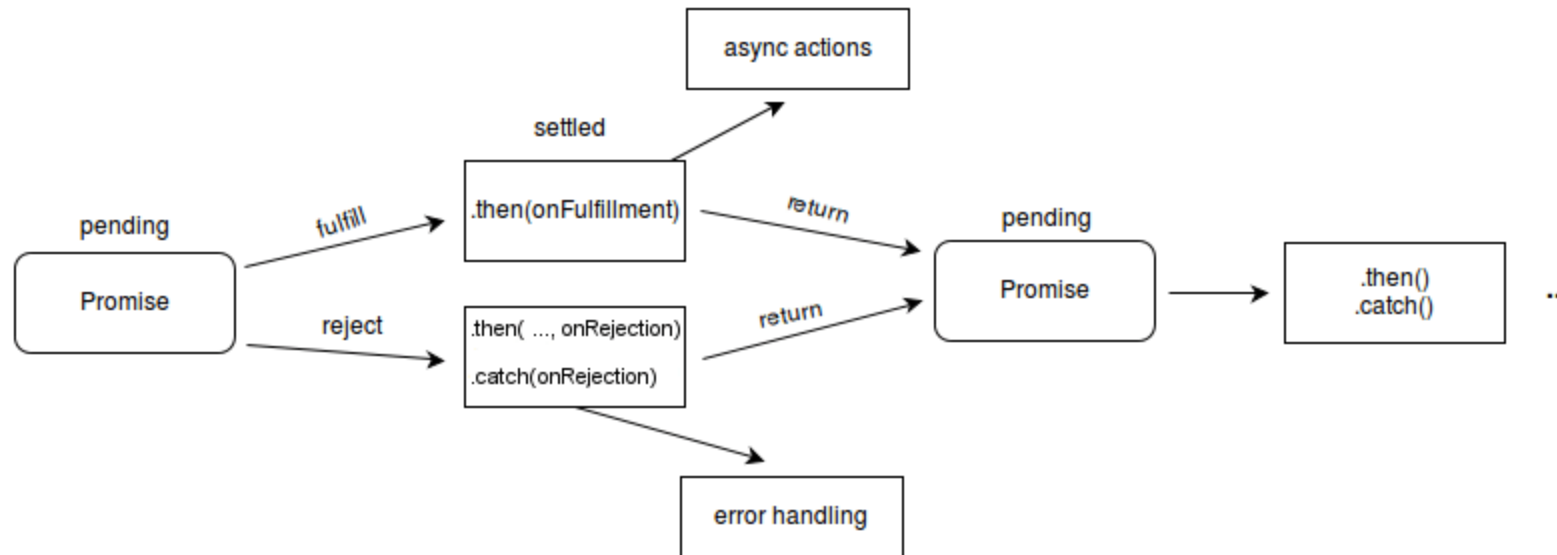 async actions
settled
.then(onFulfillment)
pending
fulfill
return
pending
Promise
reject
.then( ..., onRejection)
.catch(onRejection)
return
Promise
.then()
.catch()
..
error handling